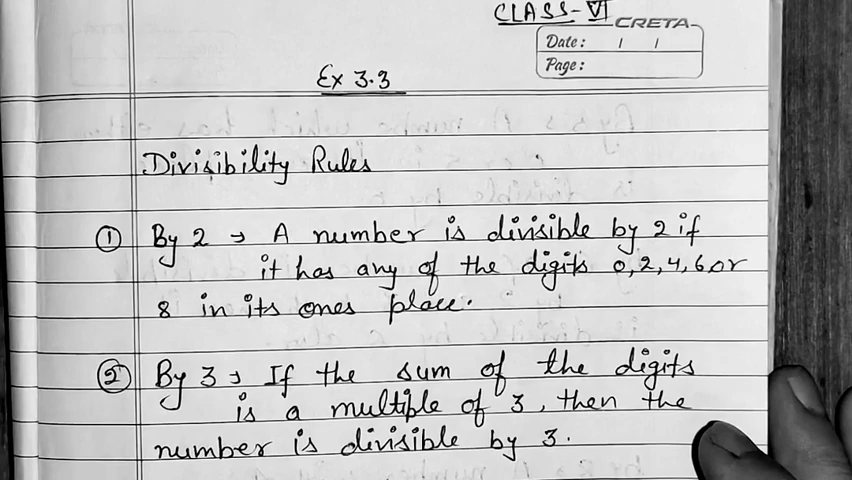 CLASS-VI
CRETA
Date: / /
Page:
Ex 3.3
Divisibility Rules
① By 2 → A number is divisible by 2 if
it has any of the digits 0,2,4,6,or
8 in its ones place.
② By 3 → If the sum of the digits
is a multiple of 3, then the
number is divisible by 3.